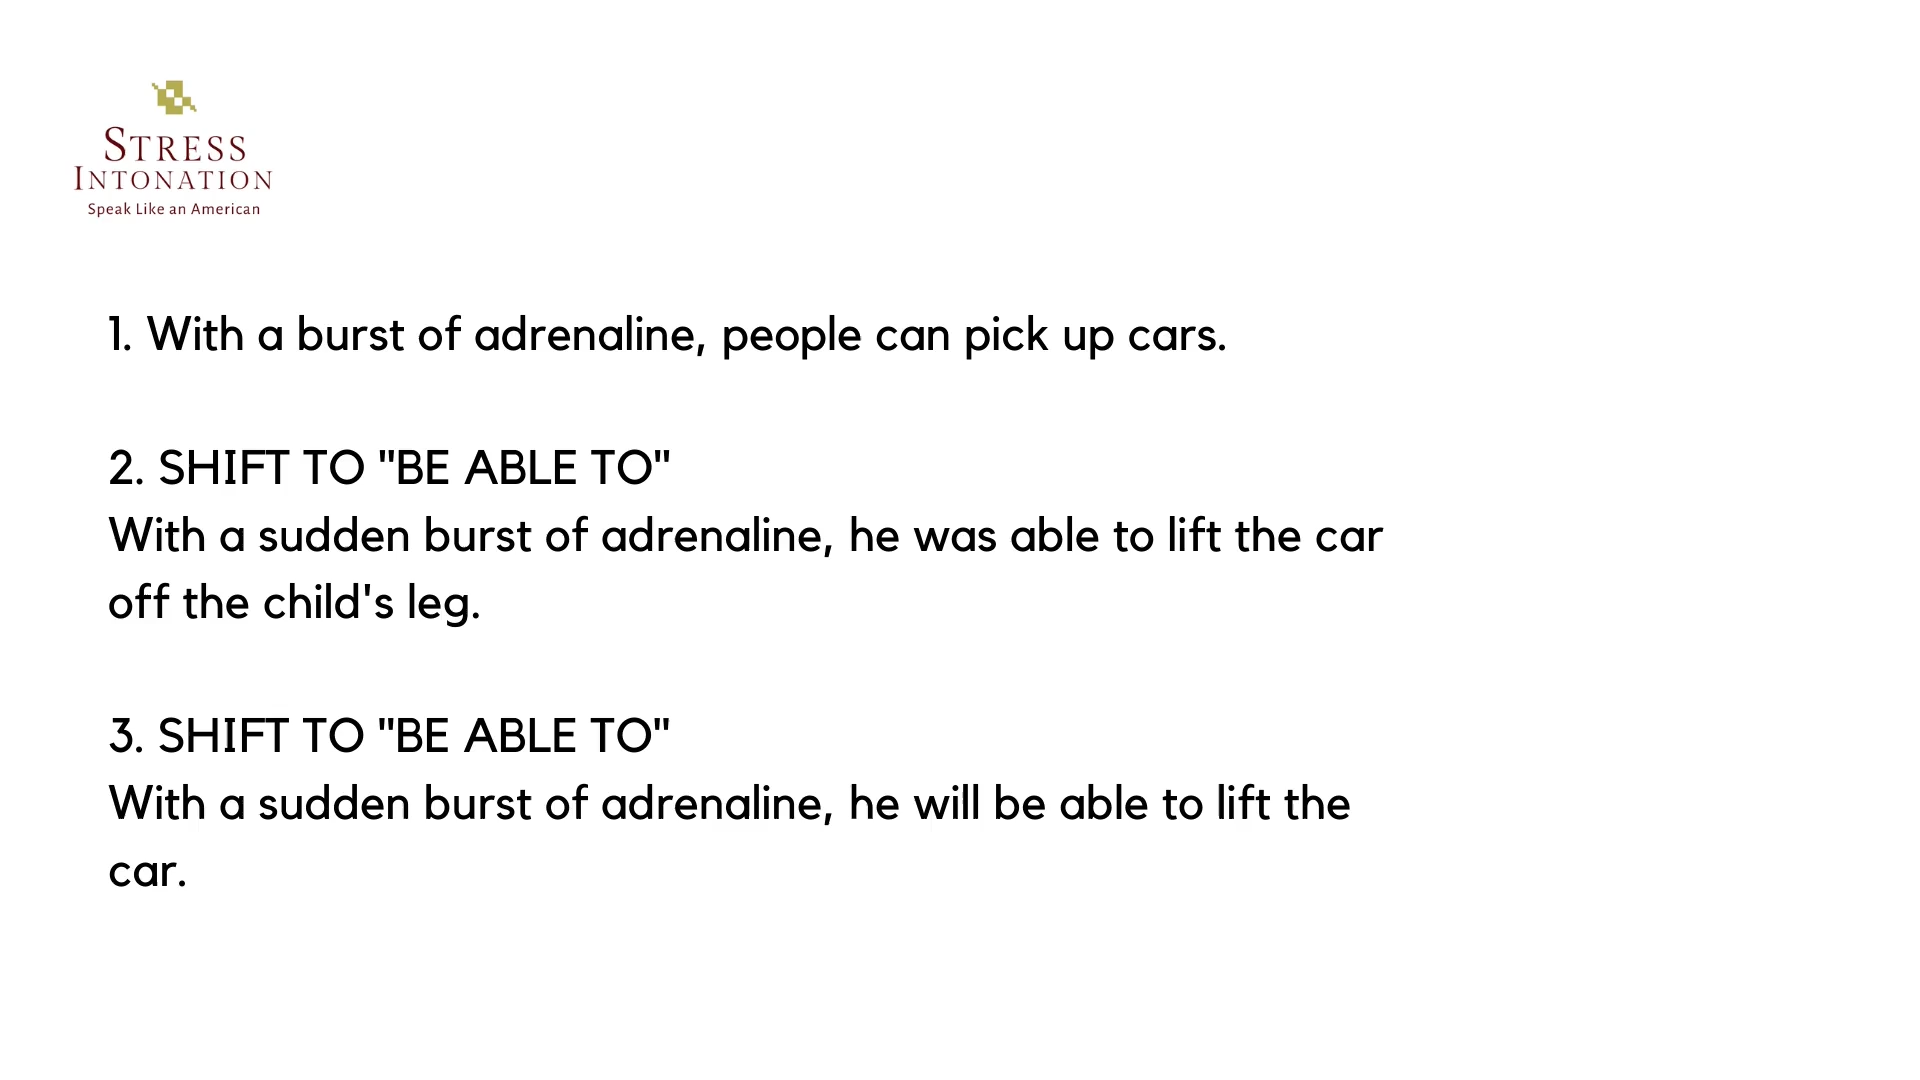 STRESS
INTONATION
Speak Like an American
1. With a burst of adrenaline, people can pick up cars.
2. SHIFT TO "BE ABLE TO"
With a sudden burst of adrenaline, he was able to lift the car
off the child's leg.
3. SHIFT TO "BE ABLE TO"
With a sudden burst of adrenaline, he will be able to lift the
car.